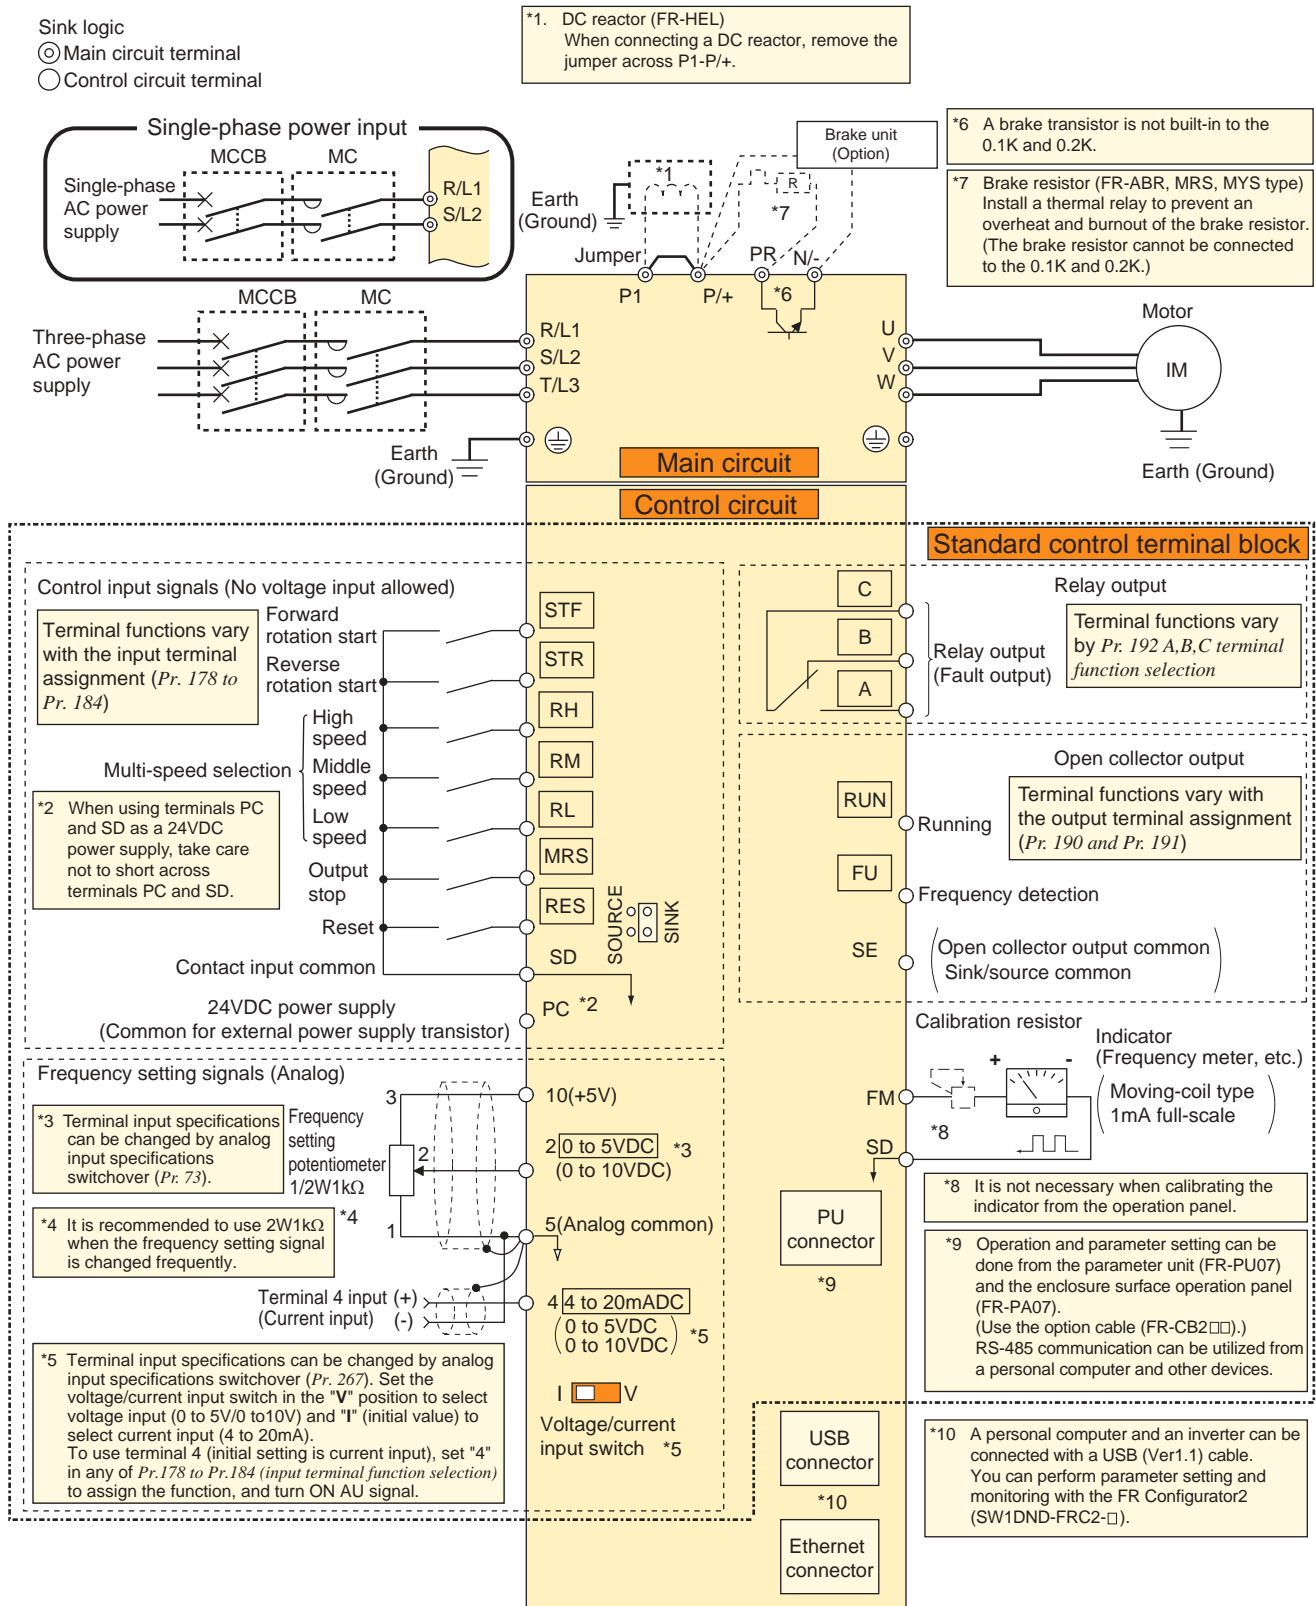 Sink logic
Main circuit terminal
Control circuit terminal
*1. DC reactor (FR-HEL)
When connecting a DC reactor, remove the
jumper across P1-P/+.
Single-phase power input
MCCB
MC
Single-phase
AC power
supply
R/L1
S/L2
Earth
(Ground)
*1
R
*7
Brake unit
(Option)
*6 A brake transistor is not built-in to the
0.1K and 0.2K.
*7 Brake resistor (FR-ABR, MRS, MYS type)
Install a thermal relay to prevent an
overheat and burnout of the brake resistor.
(The brake resistor cannot be connected
to the 0.1K and 0.2K.)
Jumper
PR
N/-
P1
P/+
*6
MCCB
MC
Three-phase
AC power
supply
R/L1
S/L2
T/L3
U
V
W
Motor
IM
Earth
(Ground)
Earth (Ground)
Main circuit
Control circuit
Standard control terminal block
Control input signals (No voltage input allowed)
Terminal functions vary
with the input terminal
assignment (Pr. 178 to
Pr. 184)
Forward
rotation start
Reverse
rotation start
High
speed
Multi-speed selection
Middle
speed
Low
speed
*2 When using terminals PC
and SD as a 24VDC
power supply, take care
not to short across
terminals PC and SD.
Output
stop
Reset
Contact input common
24VDC power supply
(Common for external power supply transistor)
STF
STR
RH
RM
RL
MRS
RES
SD
PC *2
SOURCE
SINK
C
B
A
Relay output
Relay output
(Fault output)
Terminal functions vary
by Pr. 192 A,B,C terminal
function selection
Open collector output
RUN
Running
Terminal functions vary with
the output terminal assignment
(Pr. 190 and Pr. 191)
FU
Frequency detection
SE
Open collector output common
Sink/source common
Frequency setting signals (Analog)
*3 Terminal input specifications
can be changed by analog
input specifications
switchover (Pr. 73).
Frequency
setting
potentiometer
1/2W1kΩ
*4
*4 It is recommended to use 2W1kΩ
when the frequency setting signal
is changed frequently.
3
2
1
10(+5V)
2 0 to 5VDC *3
(0 to 10VDC)
5(Analog common)
Terminal 4 input (+)
(Current input) (-)
4 4 to 20mADC
0 to 5VDC
0 to 10VDC
*5
*5 Terminal input specifications can be changed by analog
input specifications switchover (Pr. 267). Set the
voltage/current input switch in the "V" position to select
voltage input (0 to 5V/0 to10V) and "I" (initial value) to
select current input (4 to 20mA).
To use terminal 4 (initial setting is current input), set "4"
in any of Pr.178 to Pr.184 (input terminal function selection)
to assign the function, and turn ON AU signal.
I V
Voltage/current
input switch *5
Calibration resistor
Indicator
(Frequency meter, etc.)
+ -
Moving-coil type
1mA full-scale
FM
*8
SD
*8 It is not necessary when calibrating the
indicator from the operation panel.
PU
connector
*9
*9 Operation and parameter setting can be
done from the parameter unit (FR-PU07)
and the enclosure surface operation panel
(FR-PA07).
(Use the option cable (FR-CB2□□).)
RS-485 communication can be utilized from
a personal computer and other devices.
USB
connector
*10
*10 A personal computer and an inverter can be
connected with a USB (Ver1.1) cable.
You can perform parameter setting and
monitoring with the FR Configurator2
(SW1DND-FRC2-□).
Ethernet
connector